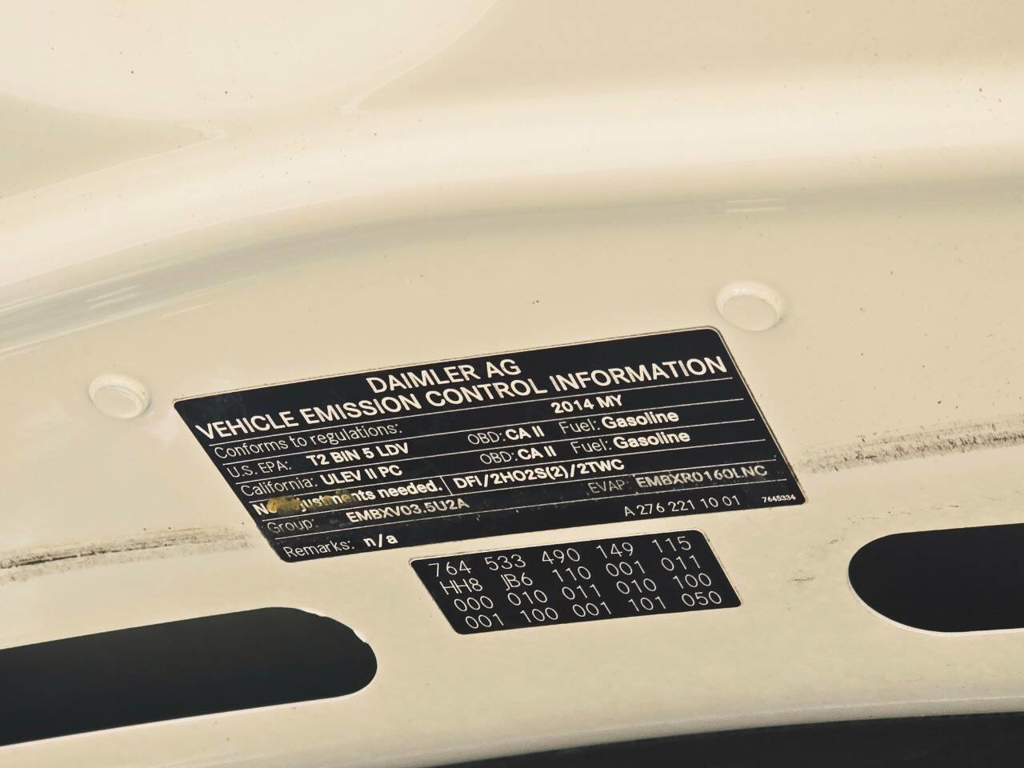 DAIMLER AG
VEHICLE EMISSION CONTROL INFORMATION
Conforms to regulations: 2014 MY
U.S. EPA: T2 BIN 5 LDV OBD: CA II Fuel: Gasoline
California: ULEV II PC OBD: CA II Fuel: Gasoline
needed. DFI/2HO2S(2)/2TWC
Group: EMBXV03.5U2A EVAP: EMBXR0160LNC
Remarks: n/a A 276 221 10 01 7645334
764 533 490 149 115
HH8 JB6 110 001 011
000 010 011 010 100
001 100 001 101 050